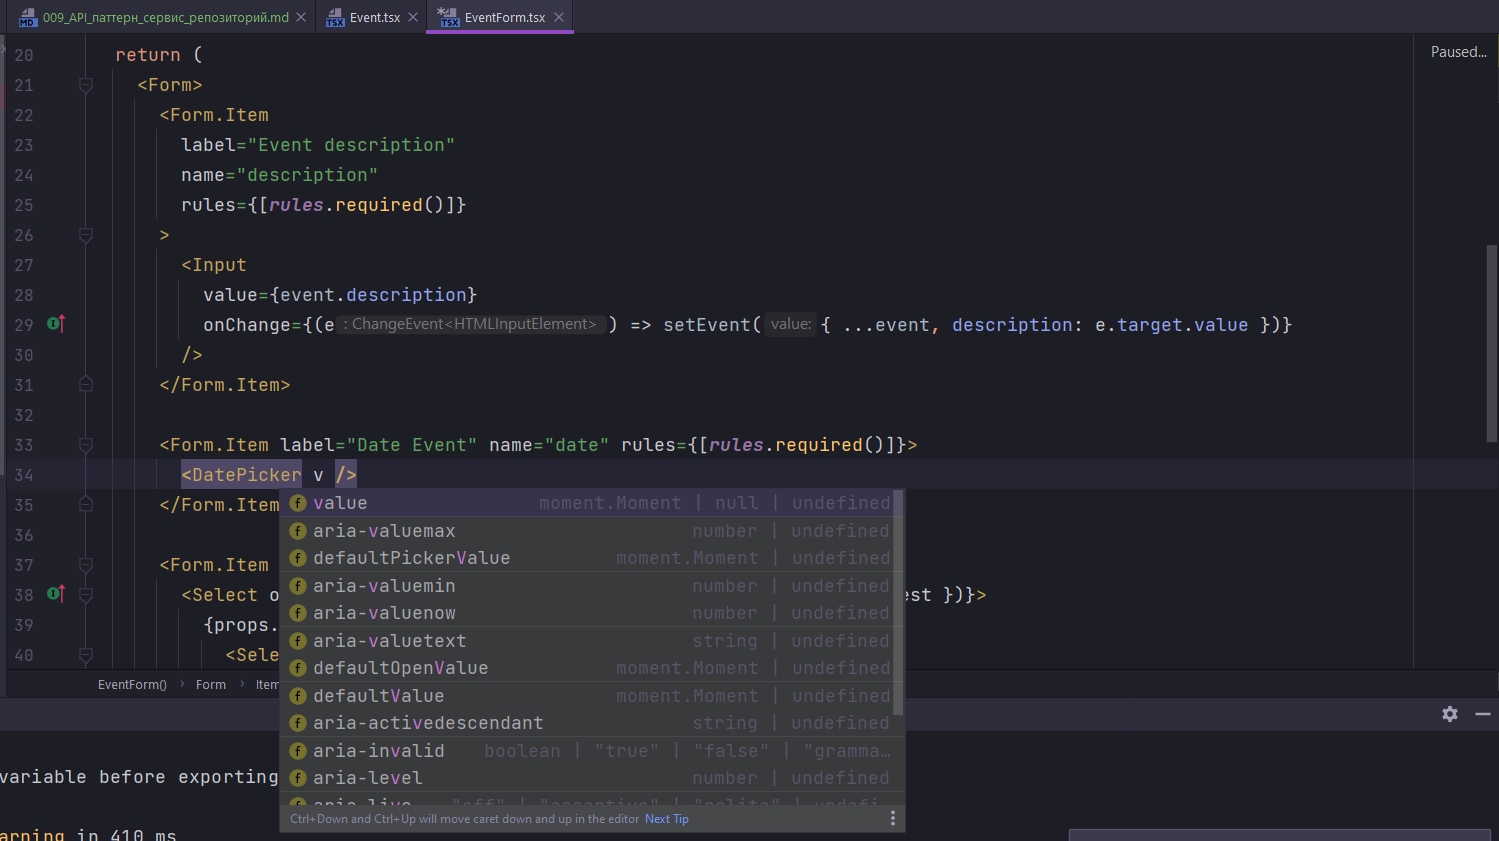 009_API_паттерн_сервис_репозиторий.md
Event.tsx
EventForm.tsx
Paused...
20 return (
21 <Form>
22 <Form.Item
23 label="Event description"
24 name="description"
25 rules={[rules.required()]}
26 >
27 <Input
28 value={event.description}
29 onChange={(e : ChangeEvent<HTMLInputElement> ) => setEvent( value: { ...event, description: e.target.value })}
30 />
31 </Form.Item>
32
33 <Form.Item label="Date Event" name="date" rules={[rules.required()]}>
34 <DatePicker v />
35 </Form.Item
36
37 <Form.Item
38 <Select o est })}>
39 {props.
40 <Sele
value moment.Moment | null | undefined
aria-valuemax number | undefined
defaultPickerValue moment.Moment | undefined
aria-valuemin number | undefined
aria-valuenow number | undefined
aria-valuetext string | undefined
defaultOpenValue moment.Moment | undefined
defaultValue moment.Moment | undefined
aria-activedescendant string | undefined
aria-invalid boolean | "true" | "false" | "gramma…
aria-level number | undefined
aria-live "off" | "assertive" | "polite" | undefi
Ctrl+Down and Ctrl+Up will move caret down and up in the editor Next Tip
EventForm() › Form › Item
variable before exporting
arning in 410 ms